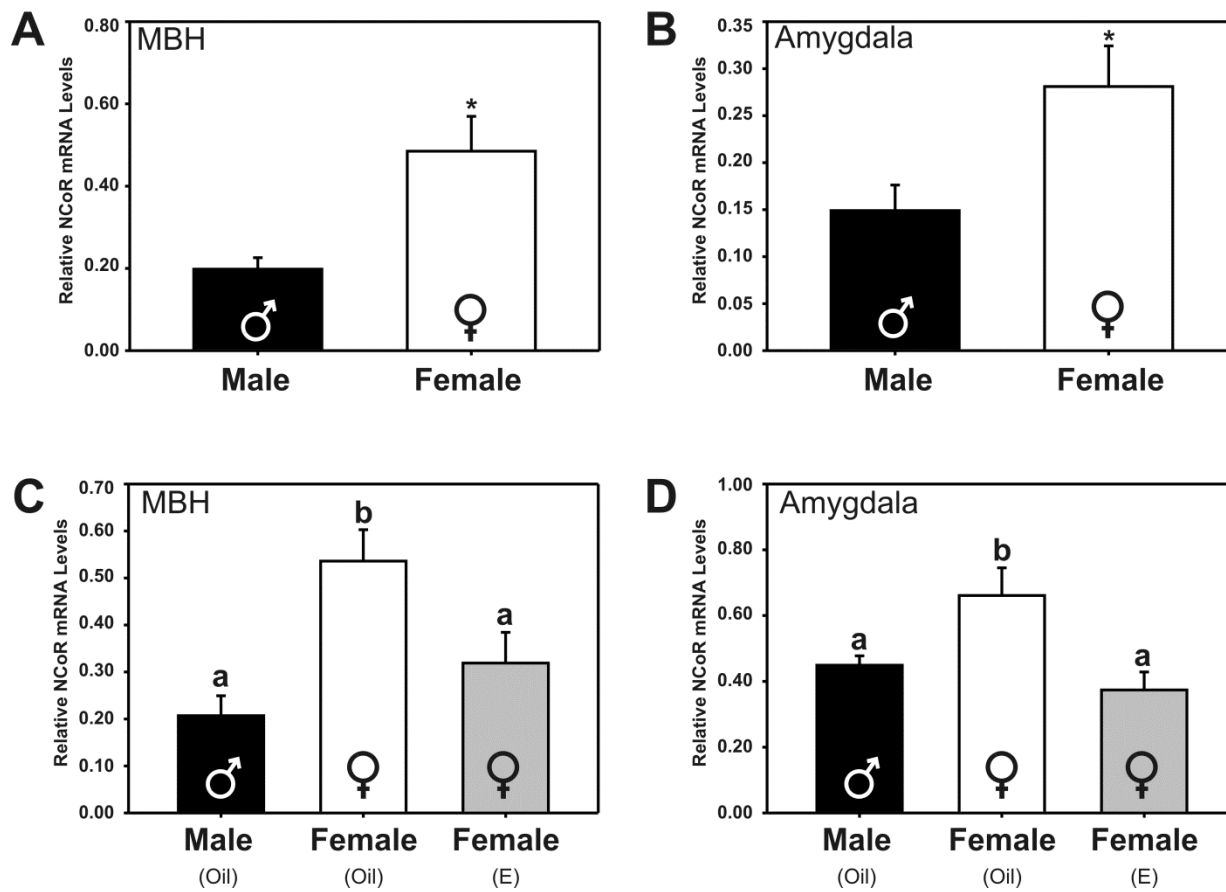 A
MBH
Relative NCoR mRNA Levels
0.80
0.60
0.40
0.20
0.00
*
♂
♀
Male
Female
B
Amygdala
Relative NCoR mRNA Levels
0.35
0.30
0.25
0.20
0.15
0.10
0.05
0.00
*
♂
♀
Male
Female
C
MBH
Relative NCoR mRNA Levels
0.70
0.60
0.50
0.40
0.30
0.20
0.10
0.00
a
b
a
♂
♀
♀
Male Female Female
(Oil) (Oil) (E)
D
Amygdala
Relative NCoR mRNA Levels
1.00
0.80
0.60
0.40
0.20
0.00
a
b
a
♂
♀
♀
Male Female Female
(Oil) (Oil) (E)